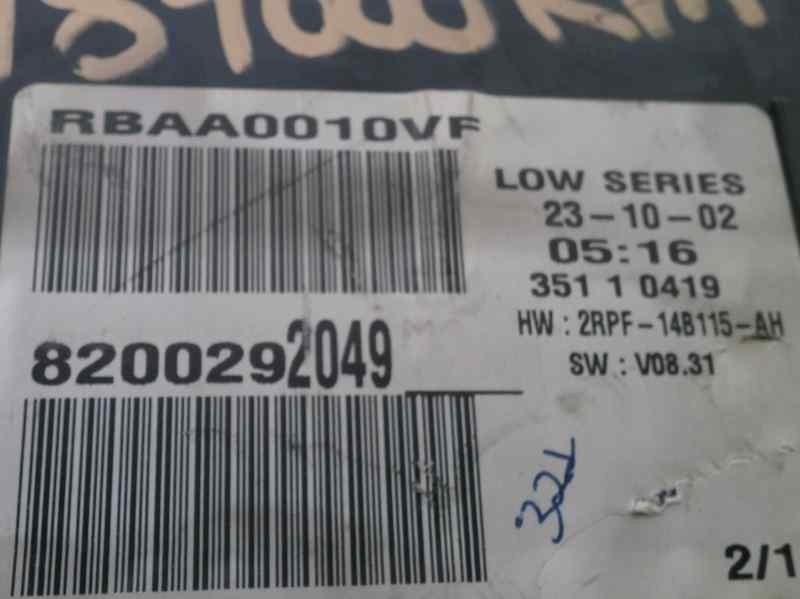 RBAA0010VF
LOW SERIES
23-10-02
05:16
351 1 0419
HW : 2RPF-14B115-AH
SW : V08.31
8200292049
32L
2/1